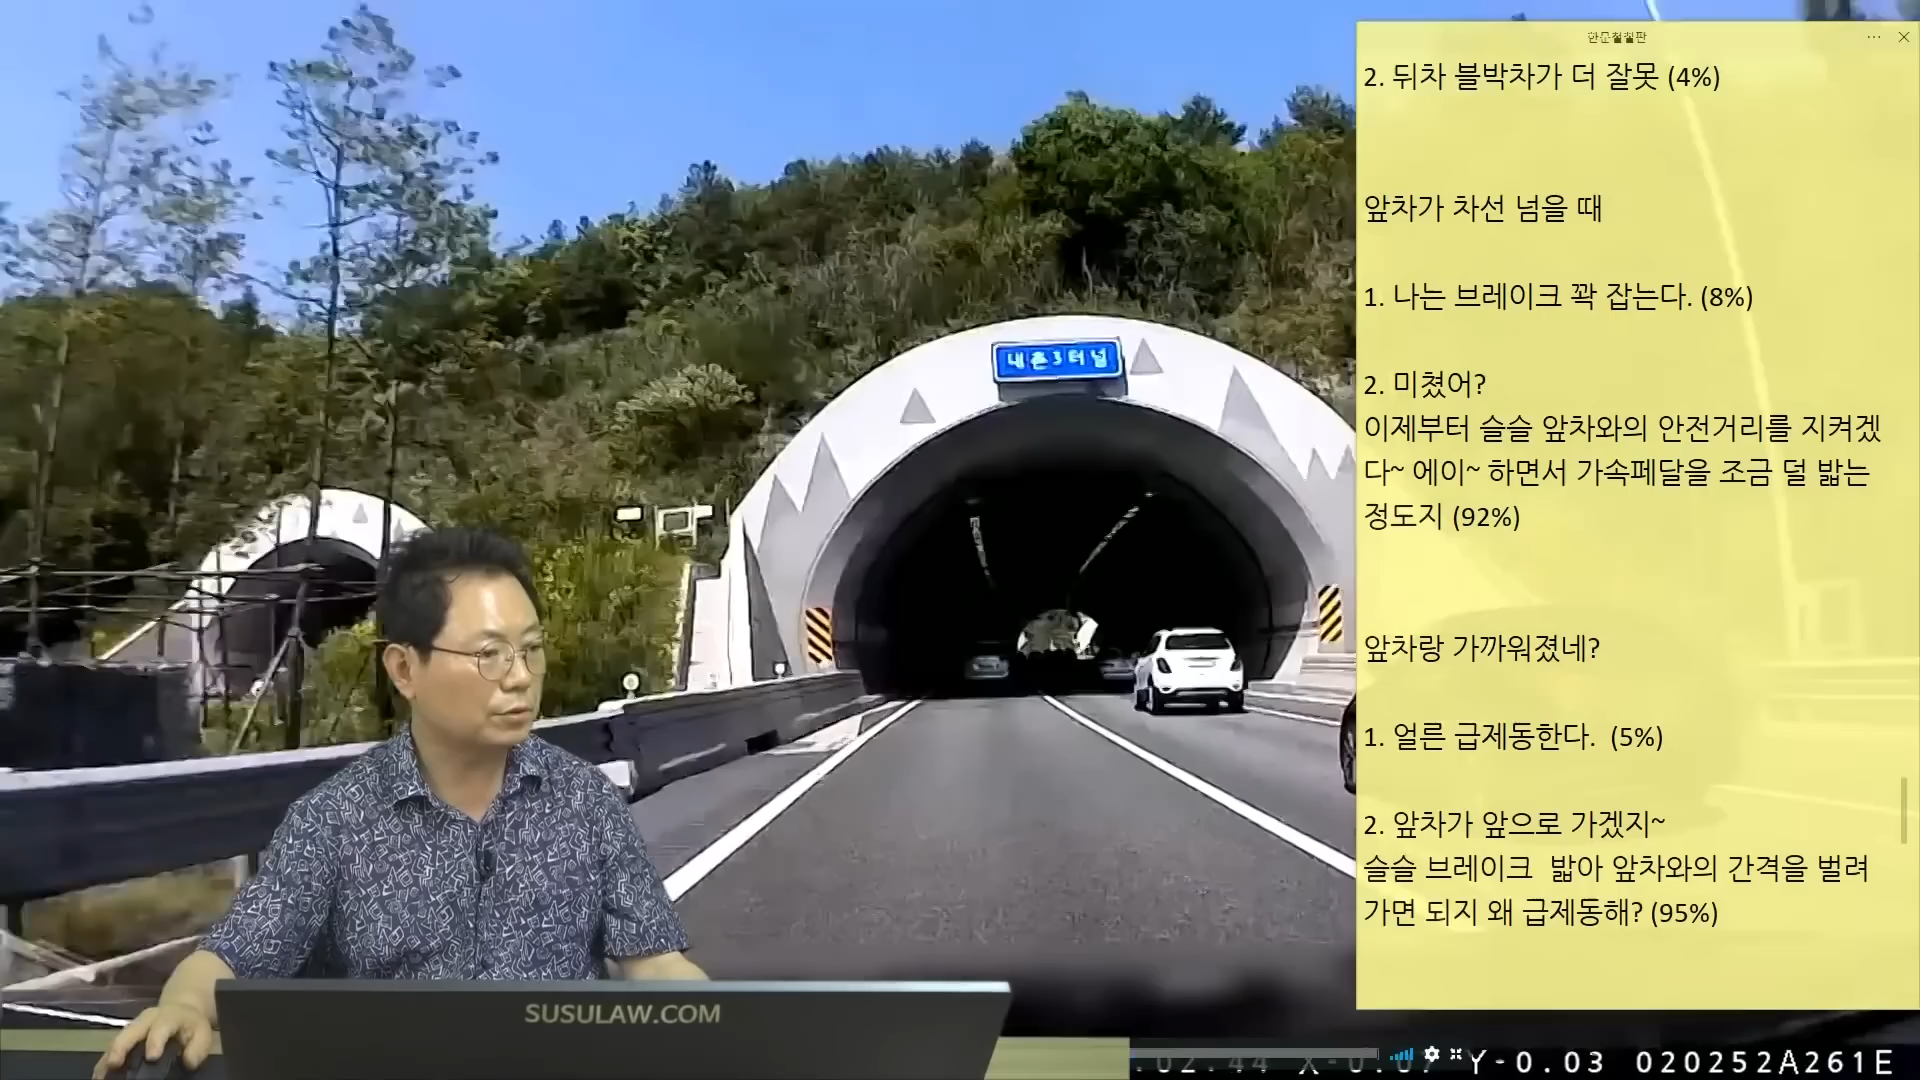 한문철철판
2. 뒤차 블박차가 더 잘못 (4%)
앞차가 차선 넘을 때
1. 나는 브레이크 꽉 잡는다. (8%)
2. 미쳤어?
이제부터 슬슬 앞차와의 안전거리를 지켜겠
다~ 에이~ 하면서 가속페달을 조금 덜 밟는
정도지 (92%)
앞차랑 가까워졌네?
1. 얼른 급제동한다. (5%)
2. 앞차가 앞으로 가겠지~
슬슬 브레이크 밟아 앞차와의 간격을 벌려
가면 되지 왜 급제동해? (95%)
내촌3터널
SUSULAW.COM
02.44 X-0.07 Y-0.03 020252A261E